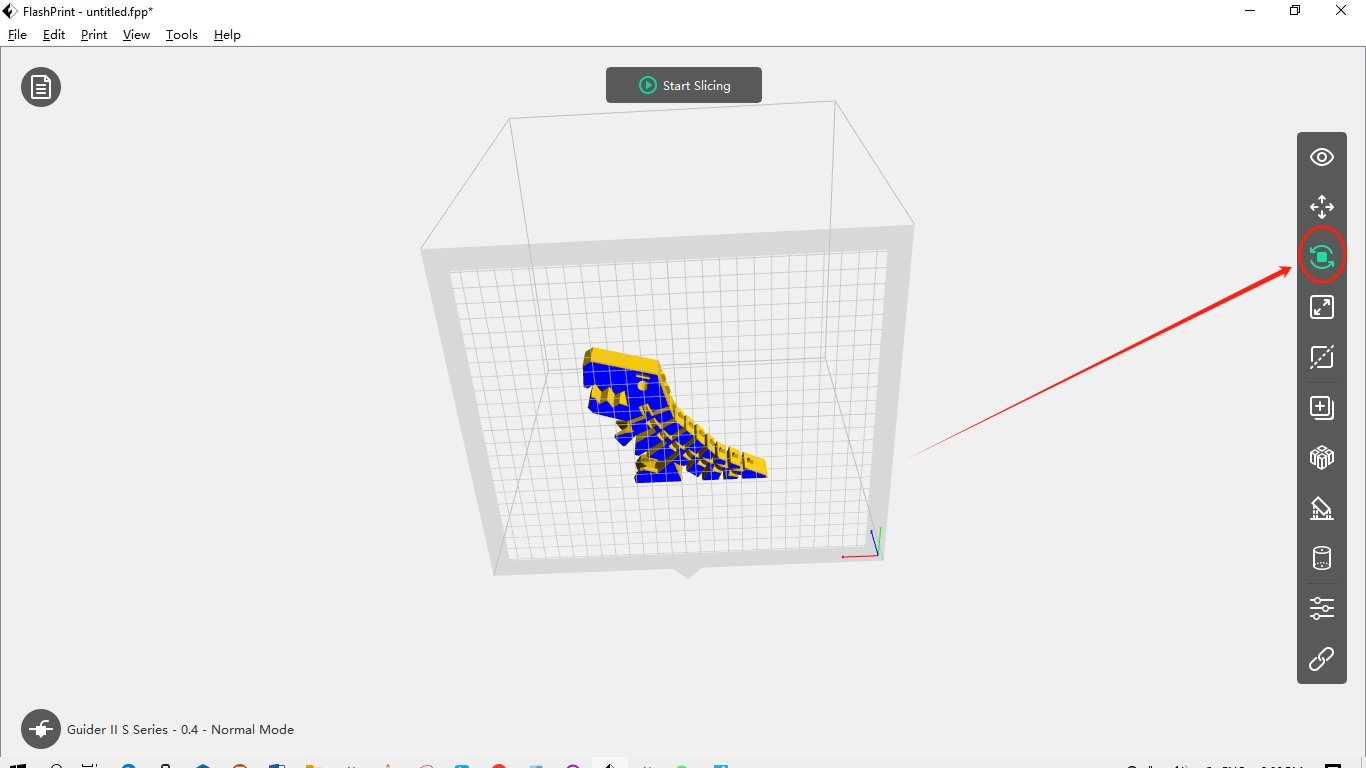 FlashPrint - untitled.fpp*
File Edit Print View Tools Help
Start Slicing
Guider II S Series - 0.4 - Normal Mode